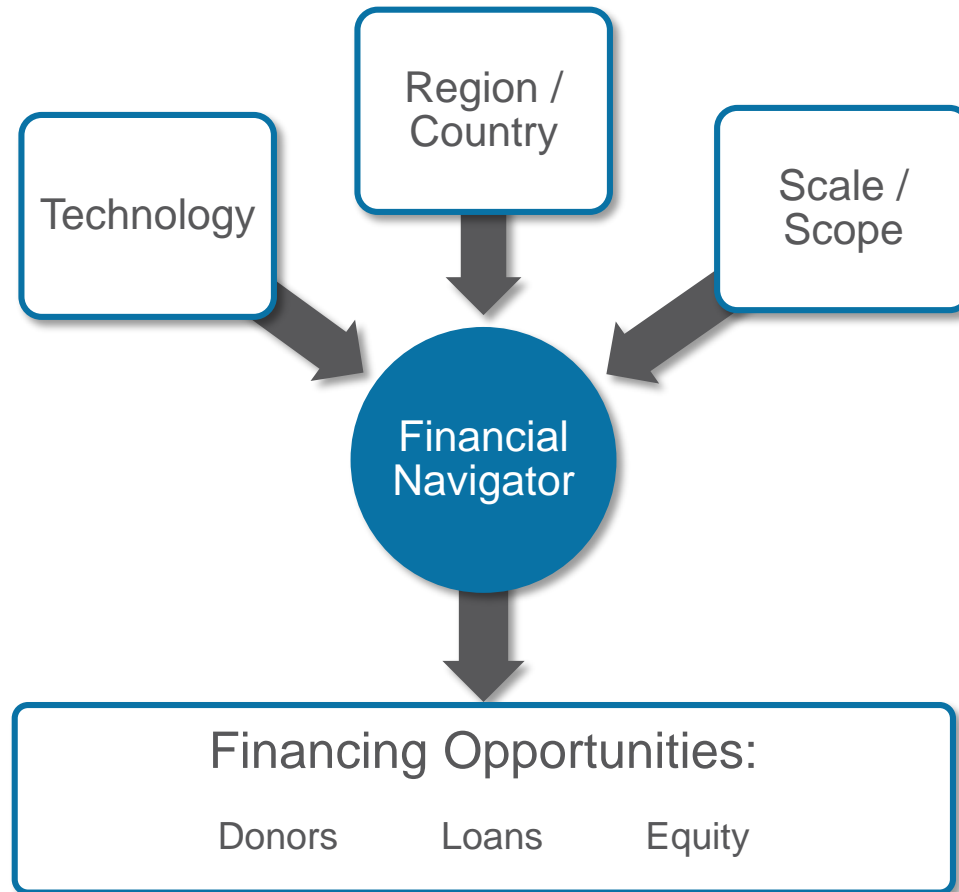 Region /
Country
Technology
Scale /
Scope
Financial
Navigator
Financing Opportunities:
Donors Loans Equity